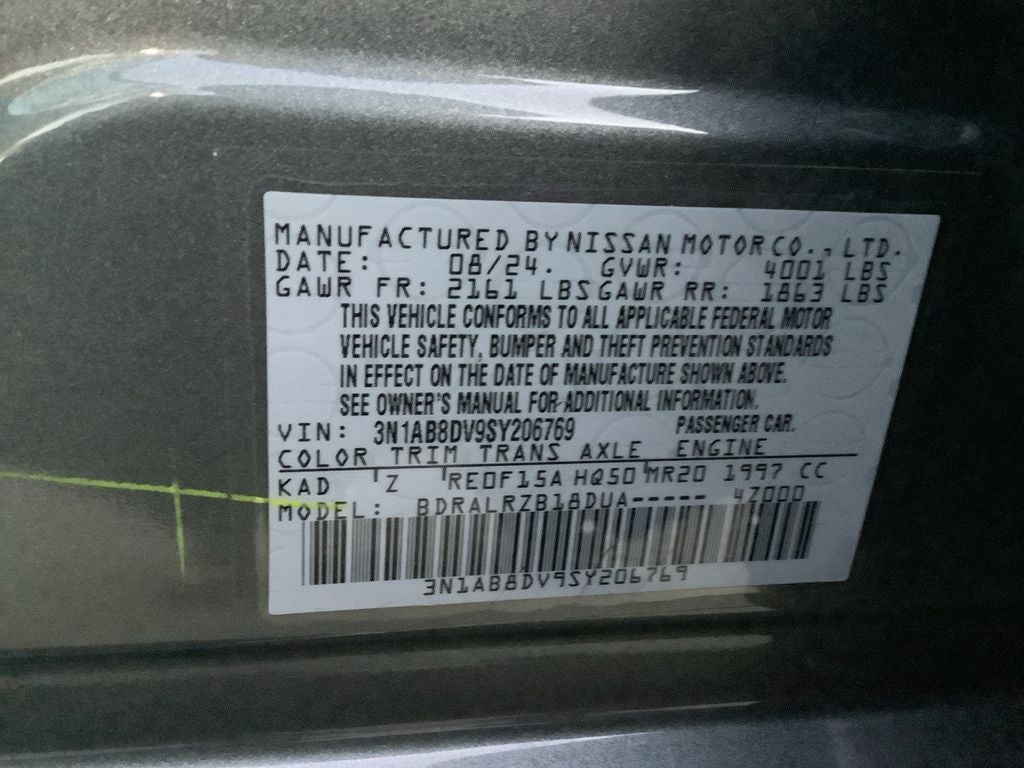 MANUFACTURED BY NISSAN MOTOR CO., LTD.
DATE: 08/24. GVWR: 4001 LBS
GAWR FR: 2161 LBS GAWR RR: 1863 LBS
THIS VEHICLE CONFORMS TO ALL APPLICABLE FEDERAL MOTOR
VEHICLE SAFETY, BUMPER AND THEFT PREVENTION STANDARDS
IN EFFECT ON THE DATE OF MANUFACTURE SHOWN ABOVE.
SEE OWNER'S MANUAL FOR ADDITIONAL INFORMATION.
VIN: 3N1AB8DV9SY206769 PASSENGER CAR.
COLOR TRIM TRANS AXLE ENGINE
KAD Z RE0F15A HQ50 MR20 1997 CC
MODEL: BDRALRZB18DUA----- 4Z000
3N1AB8DV9SY206769